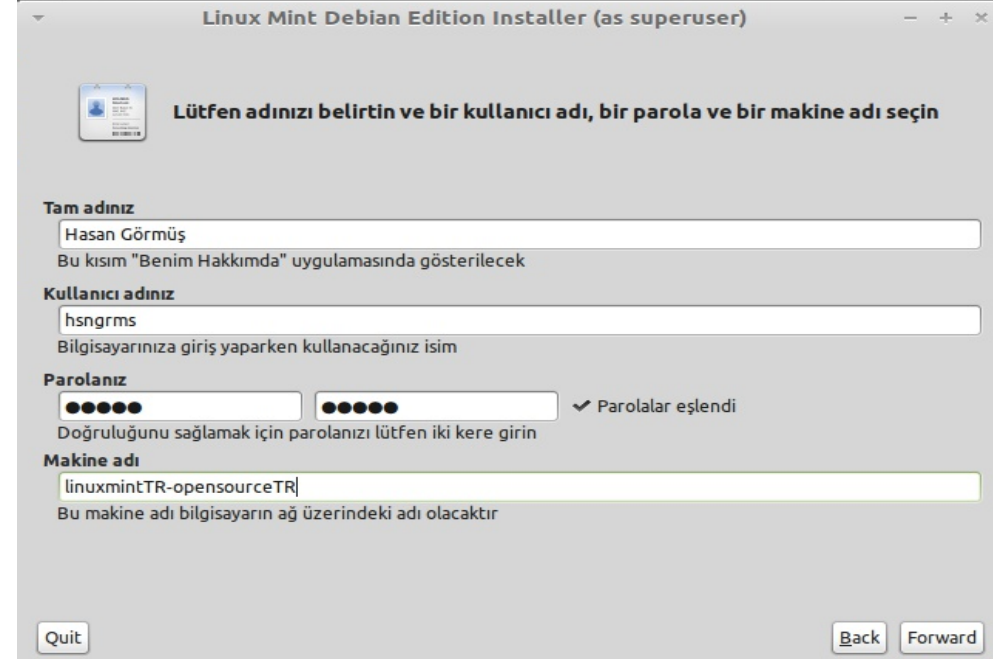 Linux Mint Debian Edition Installer (as superuser)
Lütfen adınızı belirtin ve bir kullanıcı adı, bir parola ve bir makine adı seçin
Tam adınız
Hasan Görmüş
Bu kısım "Benim Hakkımda" uygulamasında gösterilecek
Kullanıcı adınız
hsngrms
Bilgisayarınıza giriş yaparken kullanacağınız isim
Parolanız
●●●●● ●●●●● ✔ Parolalar eşlendi
Doğruluğunu sağlamak için parolanızı lütfen iki kere girin
Makine adı
linuxmintTR-opensourceTR
Bu makine adı bilgisayarın ağ üzerindeki adı olacaktır
Quit Back Forward